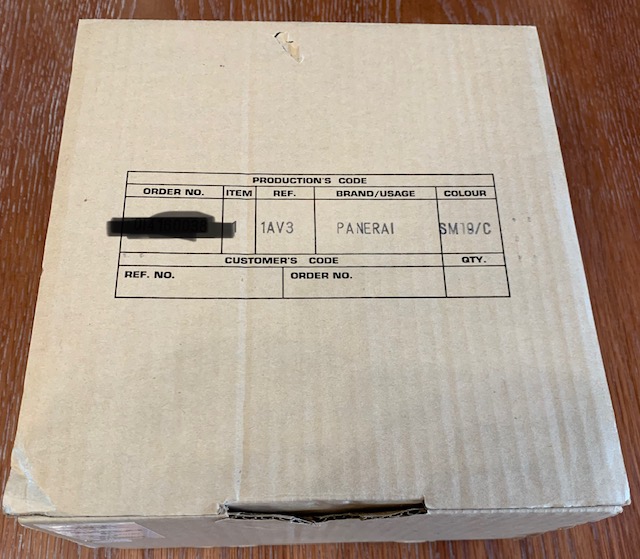 PRODUCTION'S CODE
ORDER NO. ITEM REF. BRAND/USAGE COLOUR
1 1AV3 PANERAI SM19/C
CUSTOMER'S CODE QTY.
REF. NO. ORDER NO.